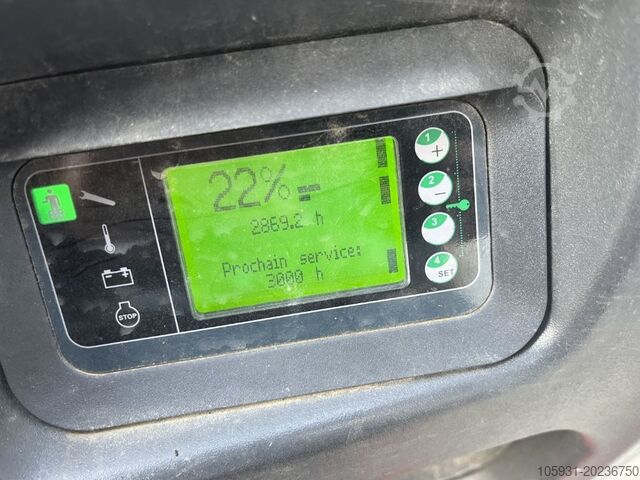 22%
2869.2 h
Prochain service:
3000 h
1
+
2
−
3
4
SET
STOP
105931-20236750